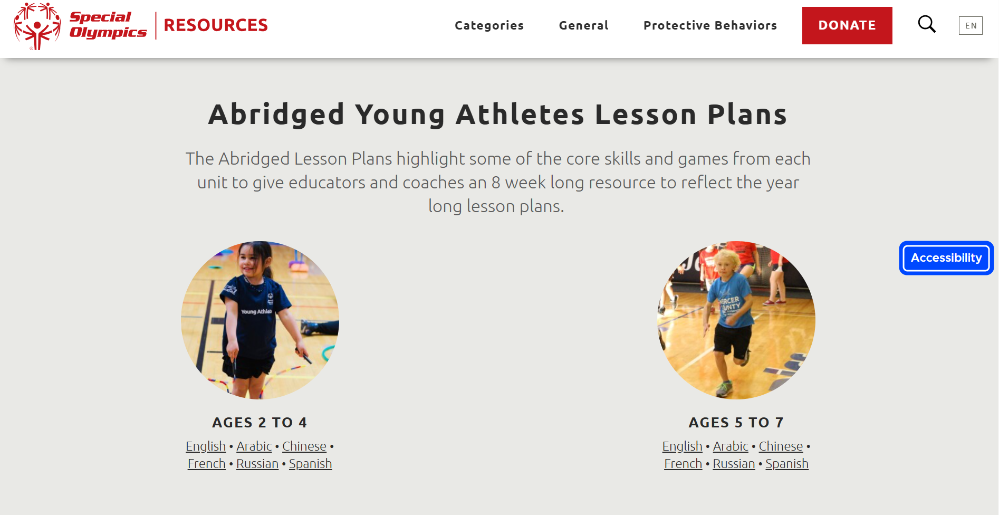 Special
Olympics
RESOURCES
Categories
General
Protective Behaviors
DONATE
EN
Abridged Young Athletes Lesson Plans
The Abridged Lesson Plans highlight some of the core skills and games from each
unit to give educators and coaches an 8 week long resource to reflect the year
long lesson plans.
Young Athlete
MERCER
COUNTY
Accessibility
AGES 2 TO 4
English • Arabic • Chinese •
French • Russian • Spanish
AGES 5 TO 7
English • Arabic • Chinese •
French • Russian • Spanish